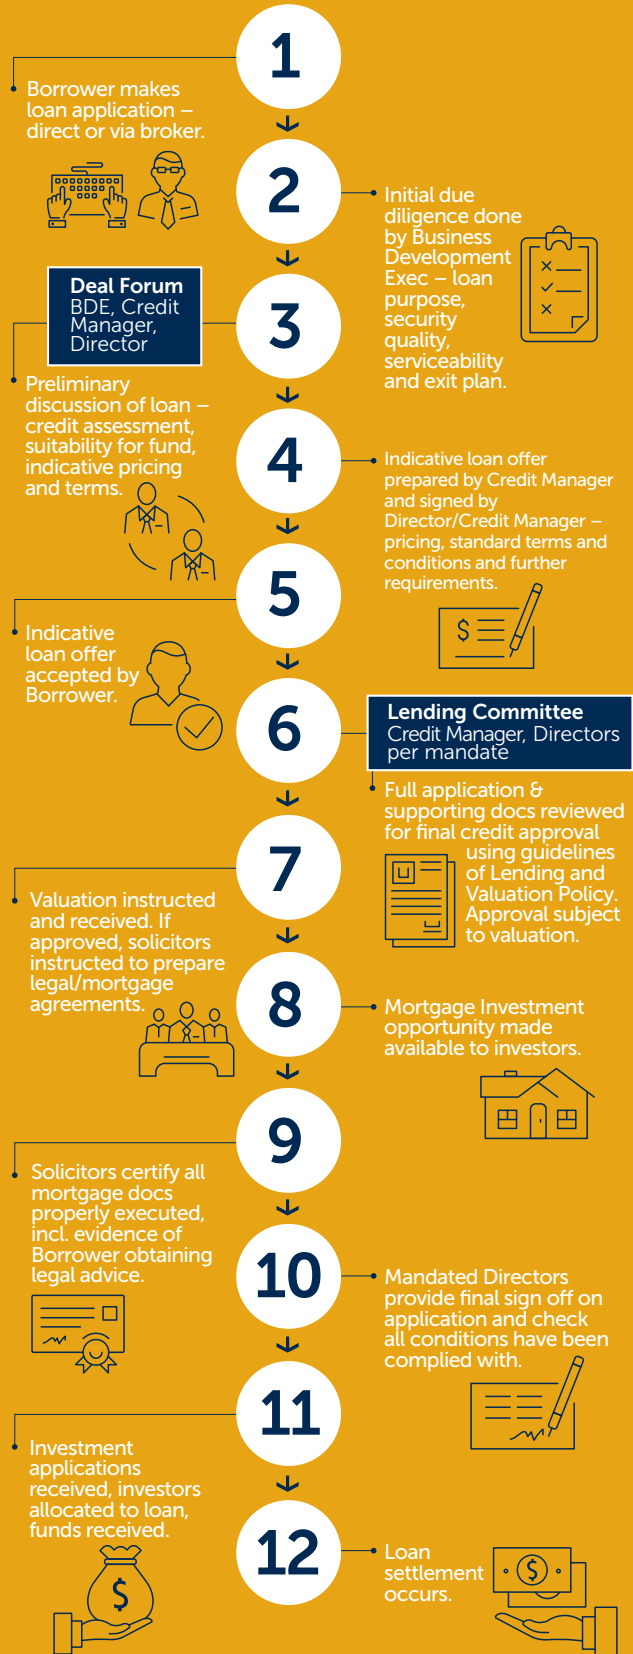 1
Borrower makes
loan application –
direct or via broker.
2
Initial due
diligence done
by Business
Development
Exec – loan
purpose,
security
quality,
serviceability
and exit plan.
3
Deal Forum
BDE, Credit
Manager,
Director
Preliminary
discussion of loan –
credit assessment,
suitability for fund,
indicative pricing
and terms.
4
Indicative loan offer
prepared by Credit Manager
and signed by
Director/Credit Manager –
pricing, standard terms and
conditions and further
requirements.
$
5
Indicative
loan offer
accepted by
Borrower.
6
Lending Committee
Credit Manager, Directors
per mandate
Full application &
supporting docs reviewed
for final credit approval
using guidelines
of Lending and
Valuation Policy.
Approval subject
to valuation.
7
Valuation instructed
and received. If
approved, solicitors
instructed to prepare
legal/mortgage
agreements.
8
Mortgage Investment
opportunity made
available to investors.
9
Solicitors certify all
mortgage docs
properly executed,
incl. evidence of
Borrower obtaining
legal advice.
10
Mandated Directors
provide final sign off on
application and check
all conditions have been
complied with.
11
Investment
applications
received, investors
allocated to loan,
funds received.
$
12
Loan
settlement
occurs.
$